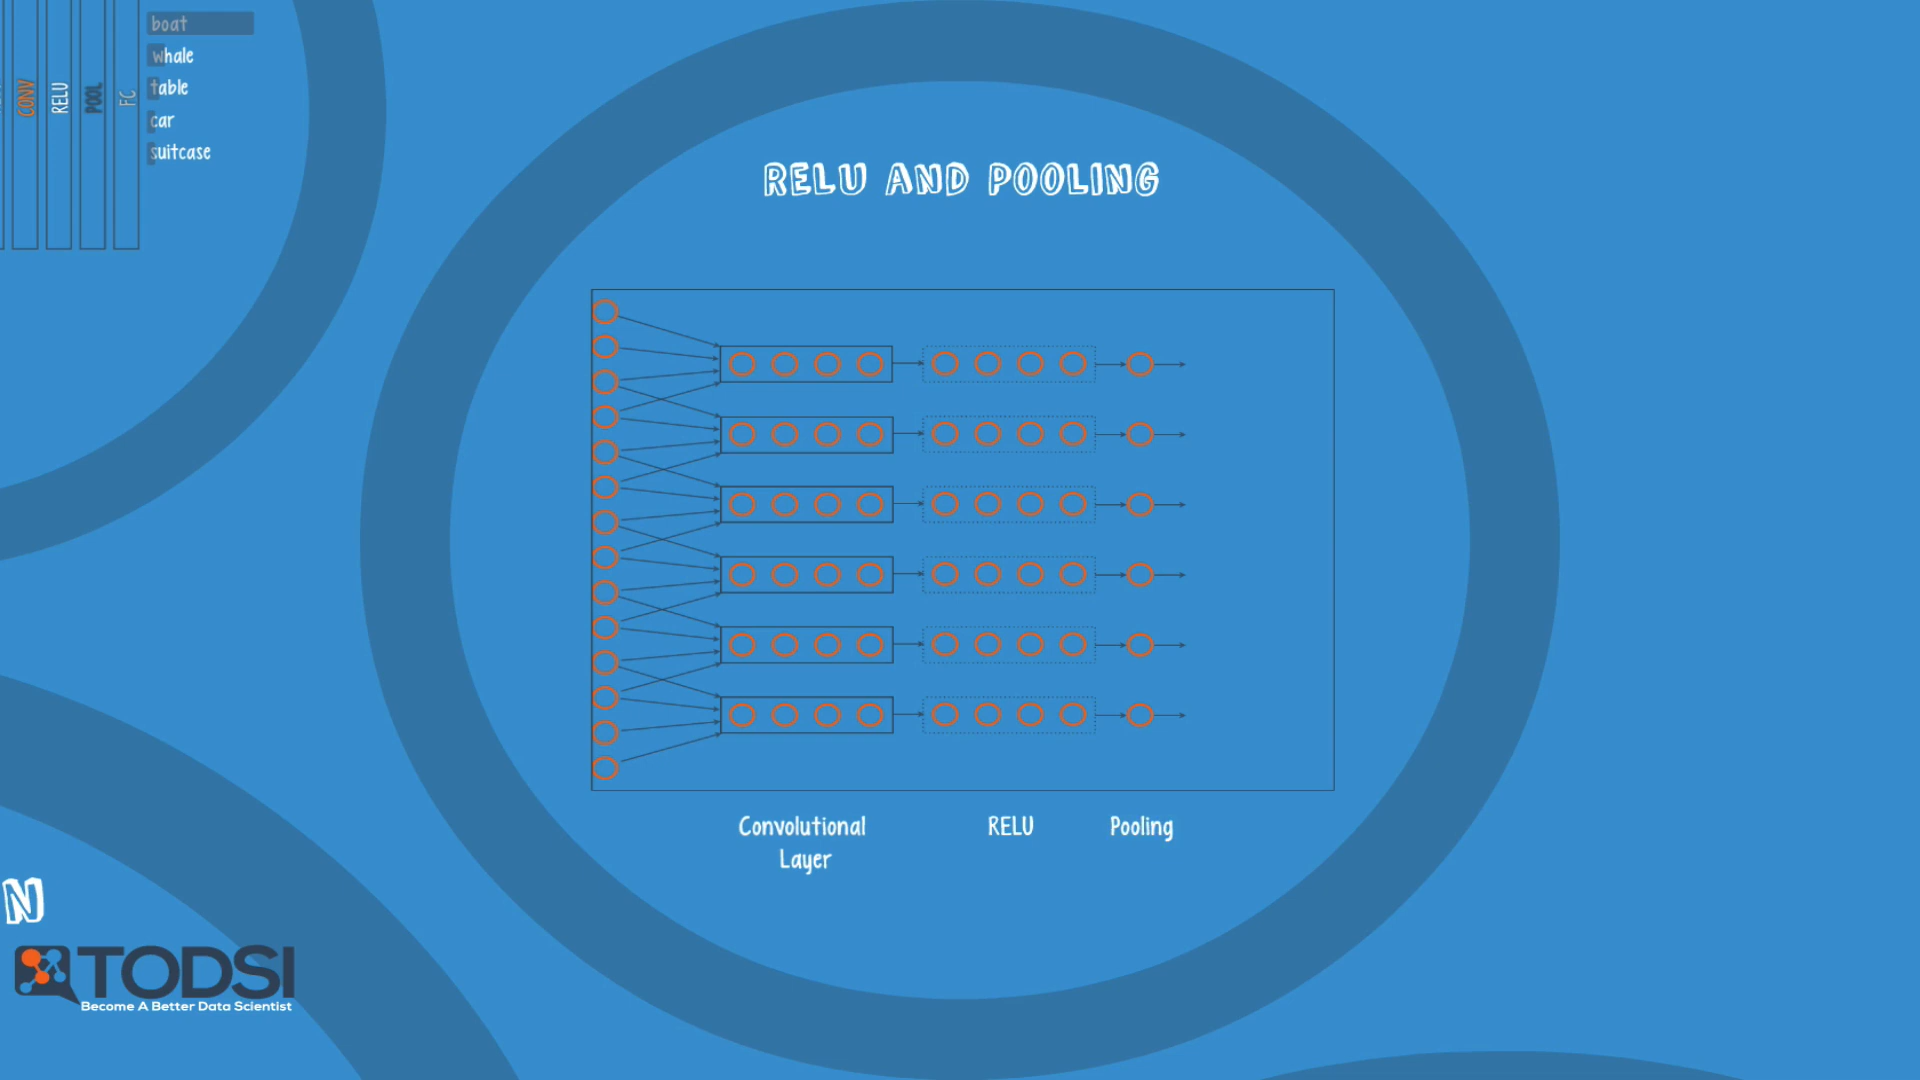 boat
whale
table
car
suitcase
CONV
RELU
POOL
FC
RELU AND POOLING
Convolutional
Layer
RELU
Pooling
N
TODSI
Become A Better Data Scientist